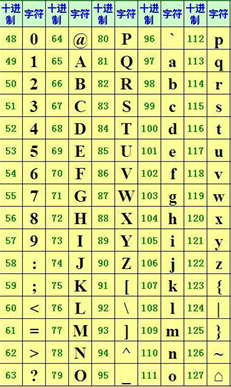 十进制 字符 十进制 字符 十进制 字符 十进制 字符 十进制 字符
48 0 64 @ 80 P 96 ` 112 p
49 1 65 A 81 Q 97 a 113 q
50 2 66 B 82 R 98 b 114 r
51 3 67 C 83 S 99 c 115 s
52 4 68 D 84 T 100 d 116 t
53 5 69 E 85 U 101 e 117 u
54 6 70 F 86 V 102 f 118 v
55 7 71 G 87 W 103 g 119 w
56 8 72 H 88 X 104 h 120 x
57 9 73 I 89 Y 105 i 121 y
58 : 74 J 90 Z 106 j 122 z
59 ; 75 K 91 [ 107 k 123 {
60 < 76 L 92 \ 108 l 124 |
61 = 77 M 93 ] 109 m 125 }
62 > 78 N 94 ^ 110 n 126 ~
63 ? 79 O 95 _ 111 o 127